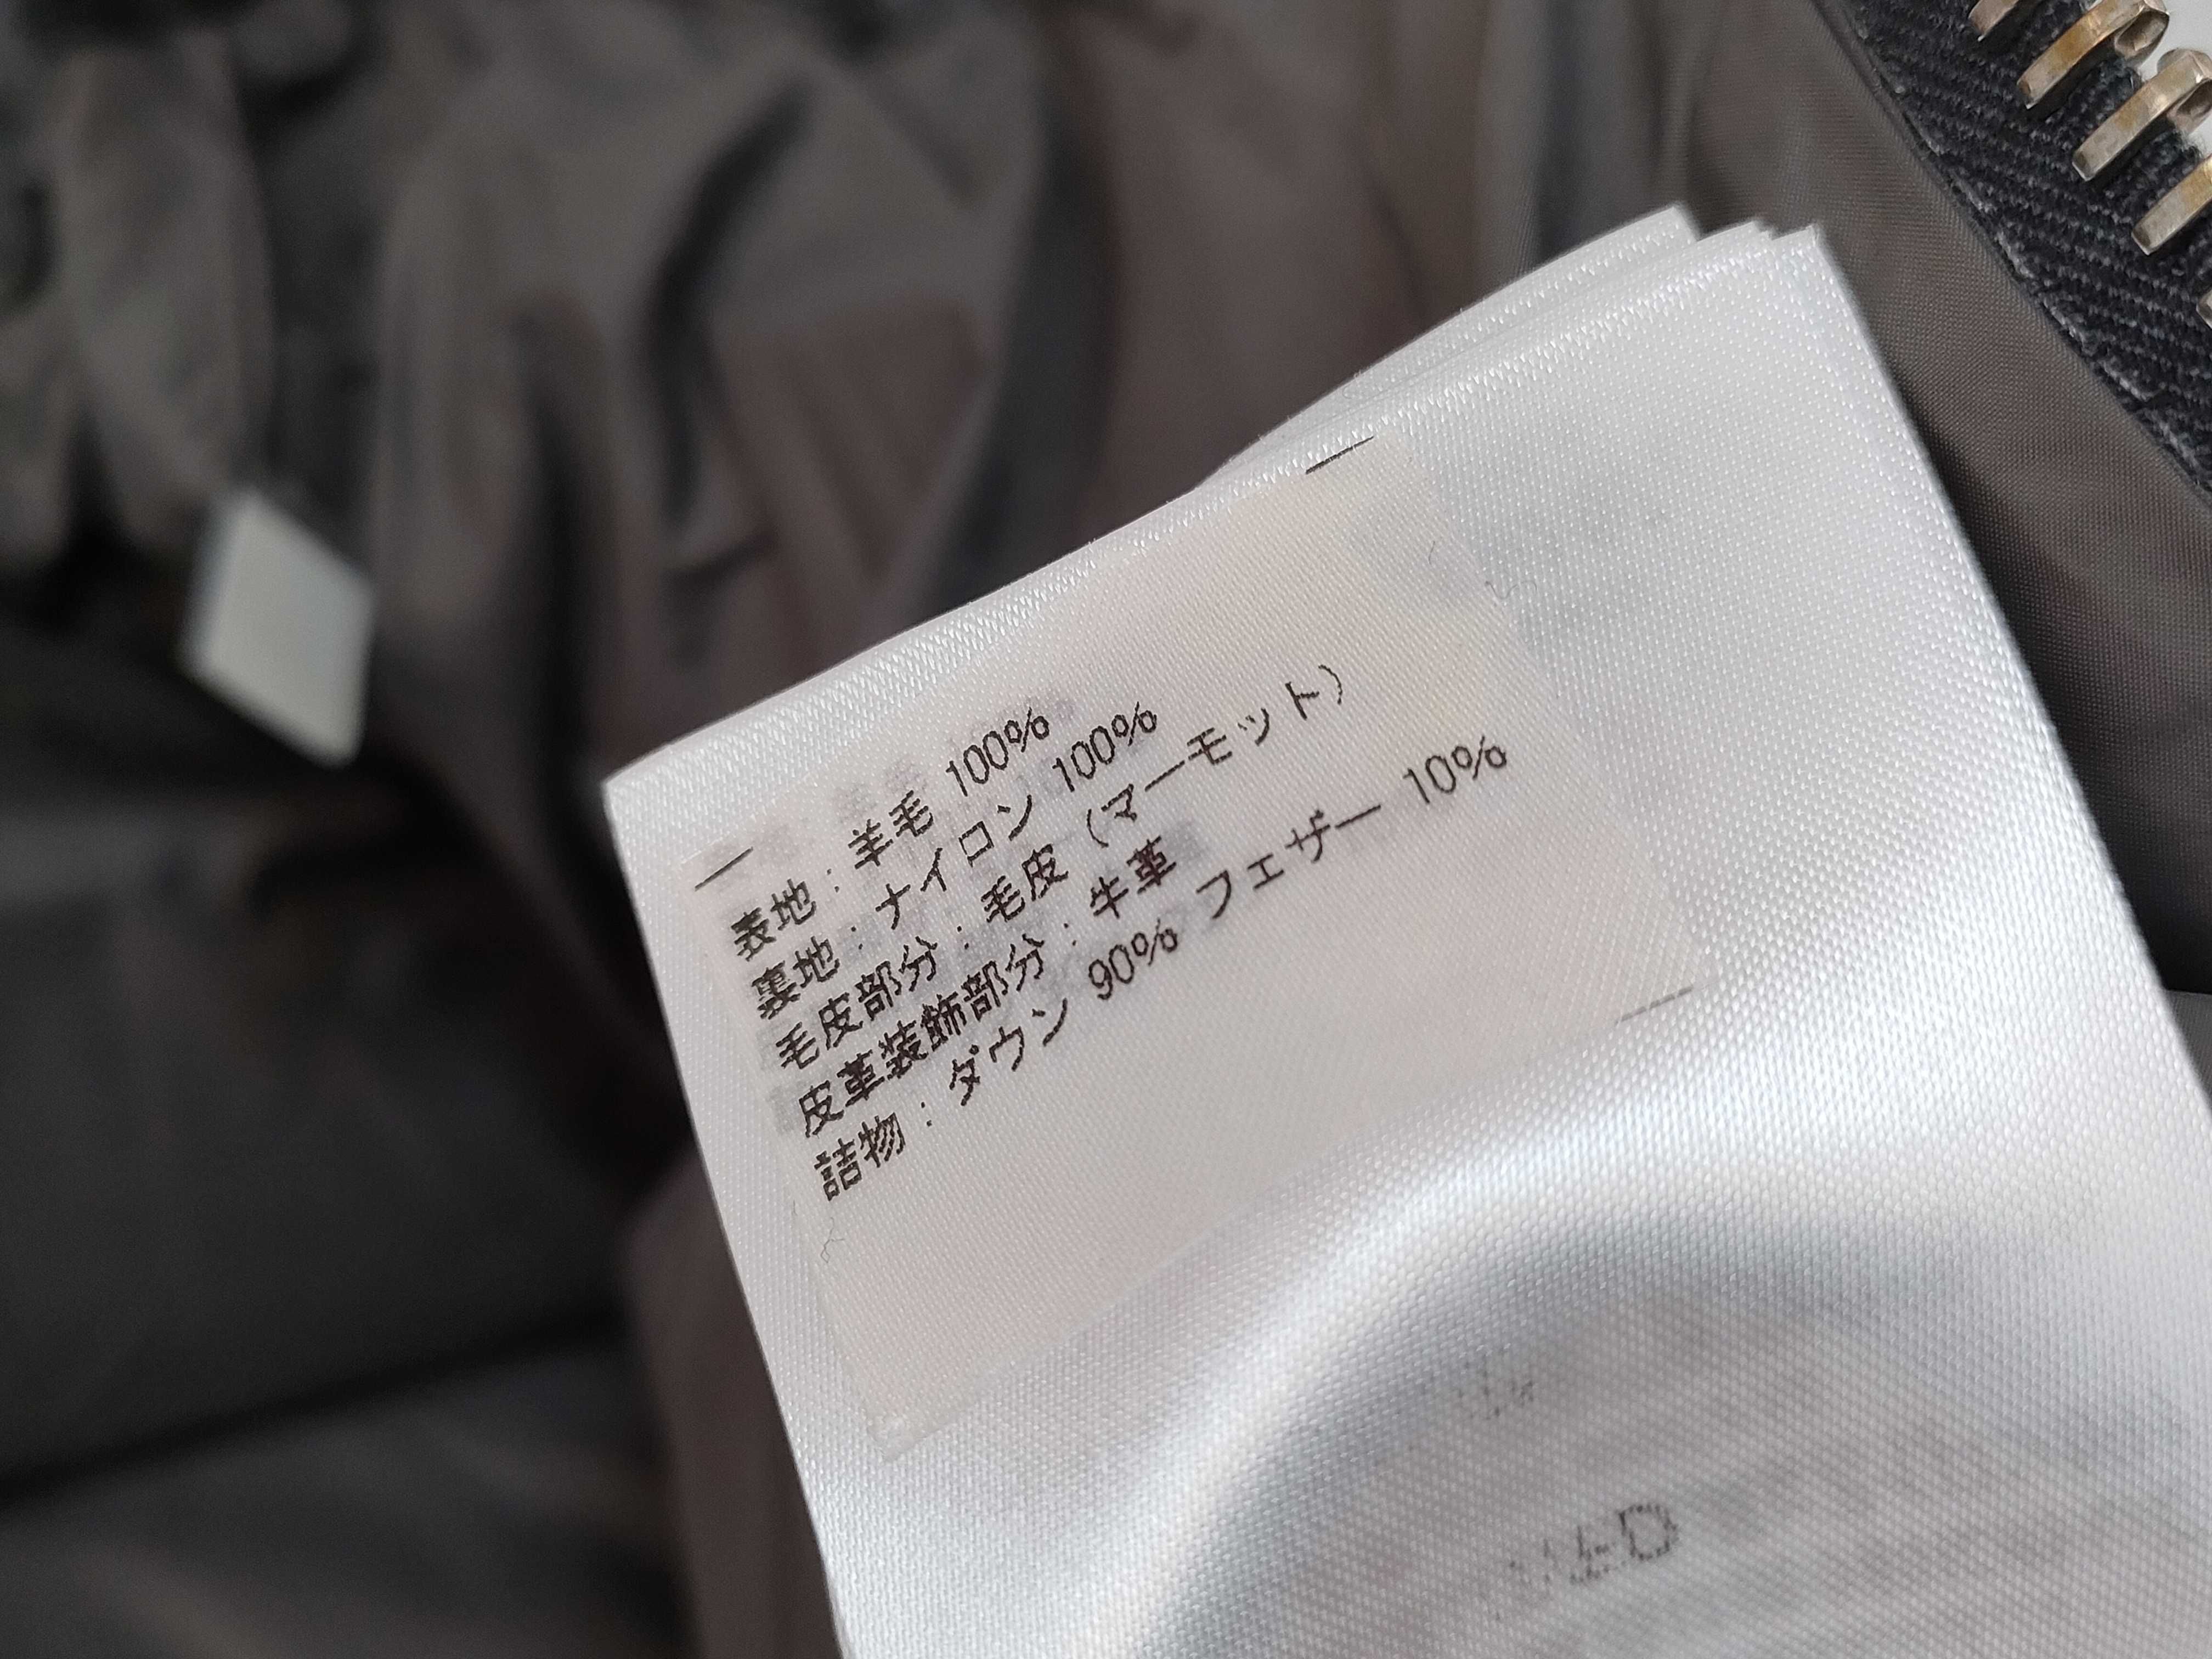 表地：羊毛 100%
裏地：ナイロン 100%
毛皮部分：毛皮（マーモット）
皮革装飾部分：牛革
詰物：ダウン 90% フェザー 10%